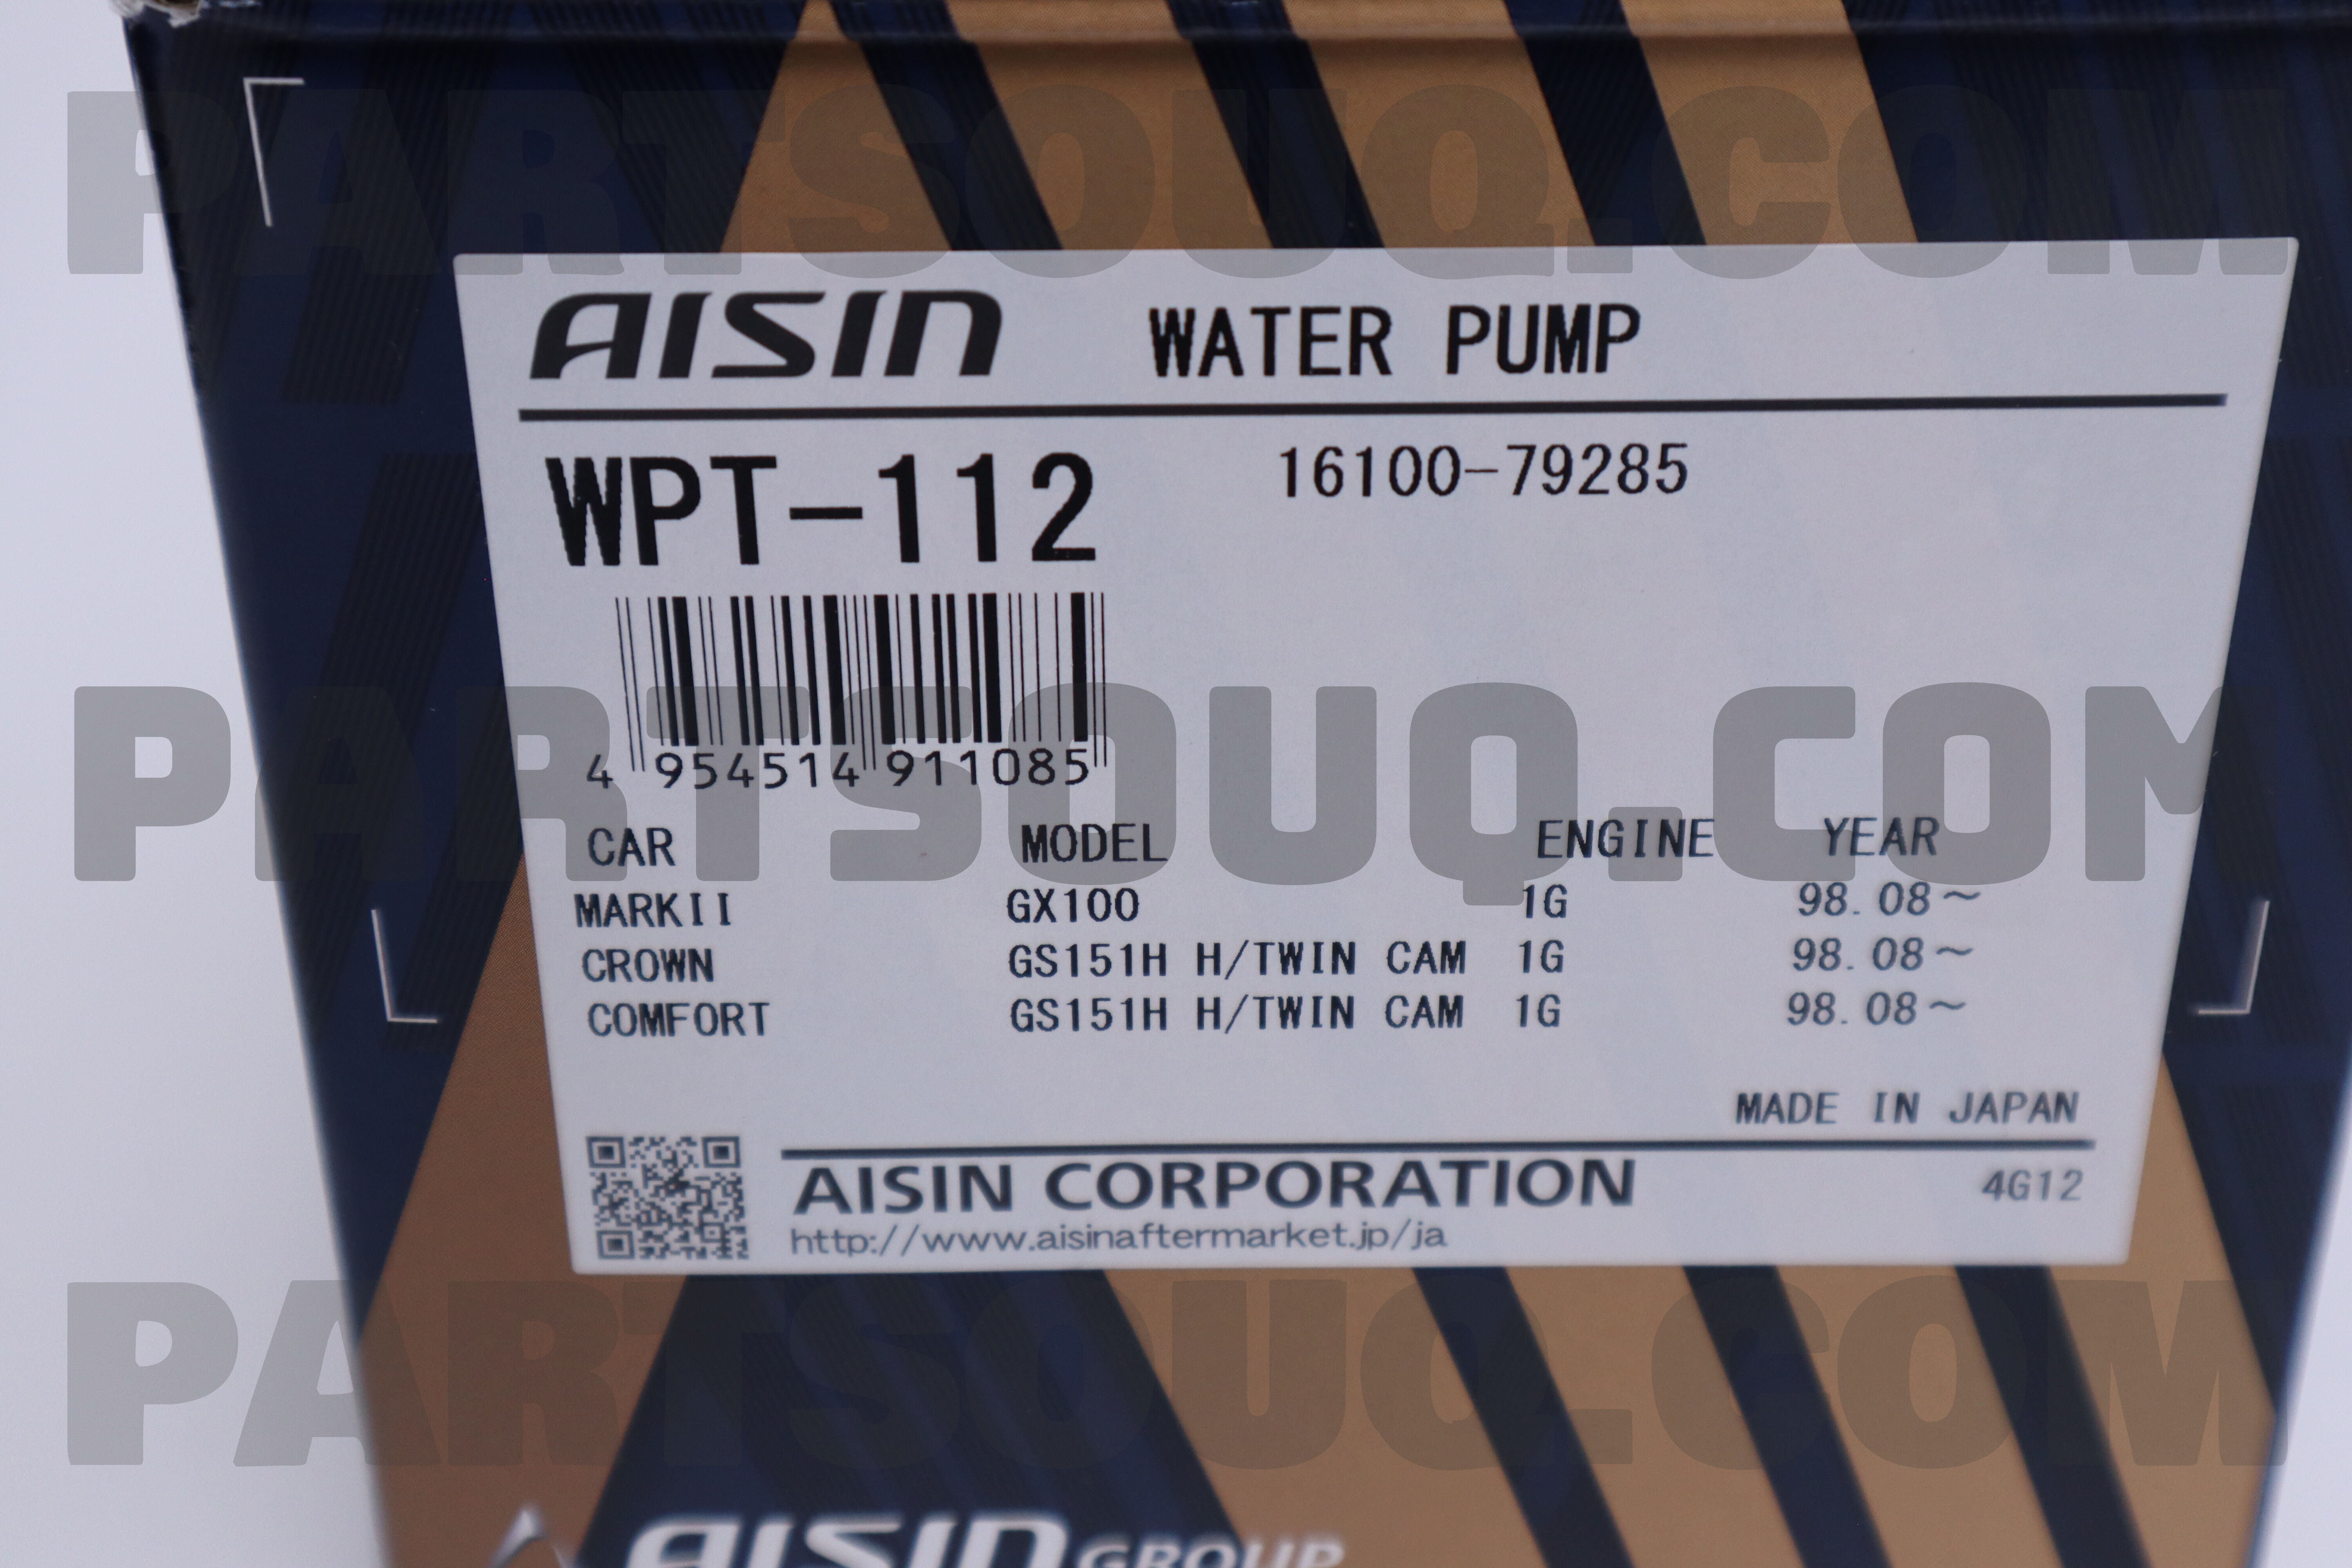 PARTSOUQ.COM
AISIN WATER PUMP
WPT-112 16100-79285
4 954514 911085
PARTSOUQ.COM
CAR MODEL ENGINE YEAR
MARKII GX100 1G 98. 08~
CROWN GS151H H/TWIN CAM 1G 98. 08~
COMFORT GS151H H/TWIN CAM 1G 98. 08~
MADE IN JAPAN
AISIN CORPORATION 4G12
http://www.aisinaftermarket.jp/ja
PARTSOUQ.COM
AISIN GROUP